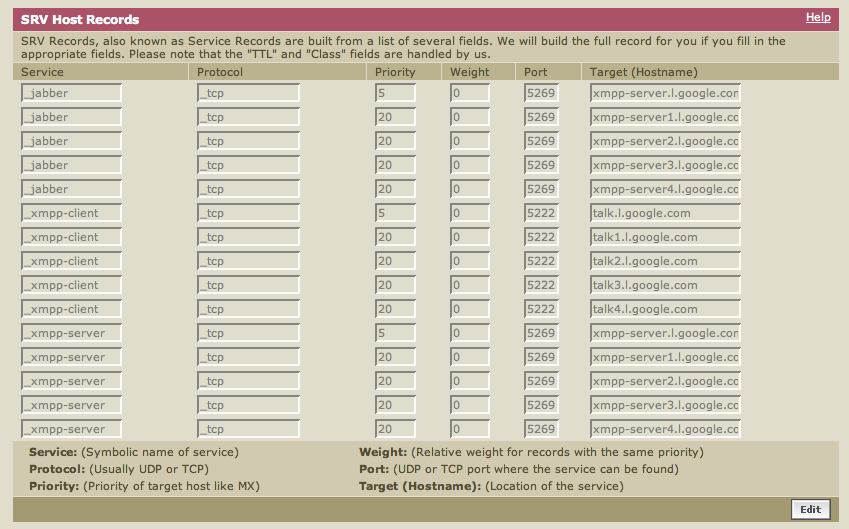 SRV Host Records Help
SRV Records, also known as Service Records are built from a list of several fields. We will build the full record for you if you fill in the
appropriate fields. Please note that the "TTL" and "Class" fields are handled by us.
Service Protocol Priority Weight Port Target (Hostname)
_jabber _tcp 5 0 5269 xmpp-server.l.google.com
_jabber _tcp 20 0 5269 xmpp-server1.l.google.co
_jabber _tcp 20 0 5269 xmpp-server2.l.google.co
_jabber _tcp 20 0 5269 xmpp-server3.l.google.co
_jabber _tcp 20 0 5269 xmpp-server4.l.google.co
_xmpp-client _tcp 5 0 5222 talk.l.google.com
_xmpp-client _tcp 20 0 5222 talk1.l.google.com
_xmpp-client _tcp 20 0 5222 talk2.l.google.com
_xmpp-client _tcp 20 0 5222 talk3.l.google.com
_xmpp-client _tcp 20 0 5222 talk4.l.google.com
_xmpp-server _tcp 5 0 5269 xmpp-server.l.google.com
_xmpp-server _tcp 20 0 5269 xmpp-server1.l.google.co
_xmpp-server _tcp 20 0 5269 xmpp-server2.l.google.co
_xmpp-server _tcp 20 0 5269 xmpp-server3.l.google.co
_xmpp-server _tcp 20 0 5269 xmpp-server4.l.google.co
Service: (Symbolic name of service) Weight: (Relative weight for records with the same priority)
Protocol: (Usually UDP or TCP) Port: (UDP or TCP port where the service can be found)
Priority: (Priority of target host like MX) Target (Hostname): (Location of the service)
Edit